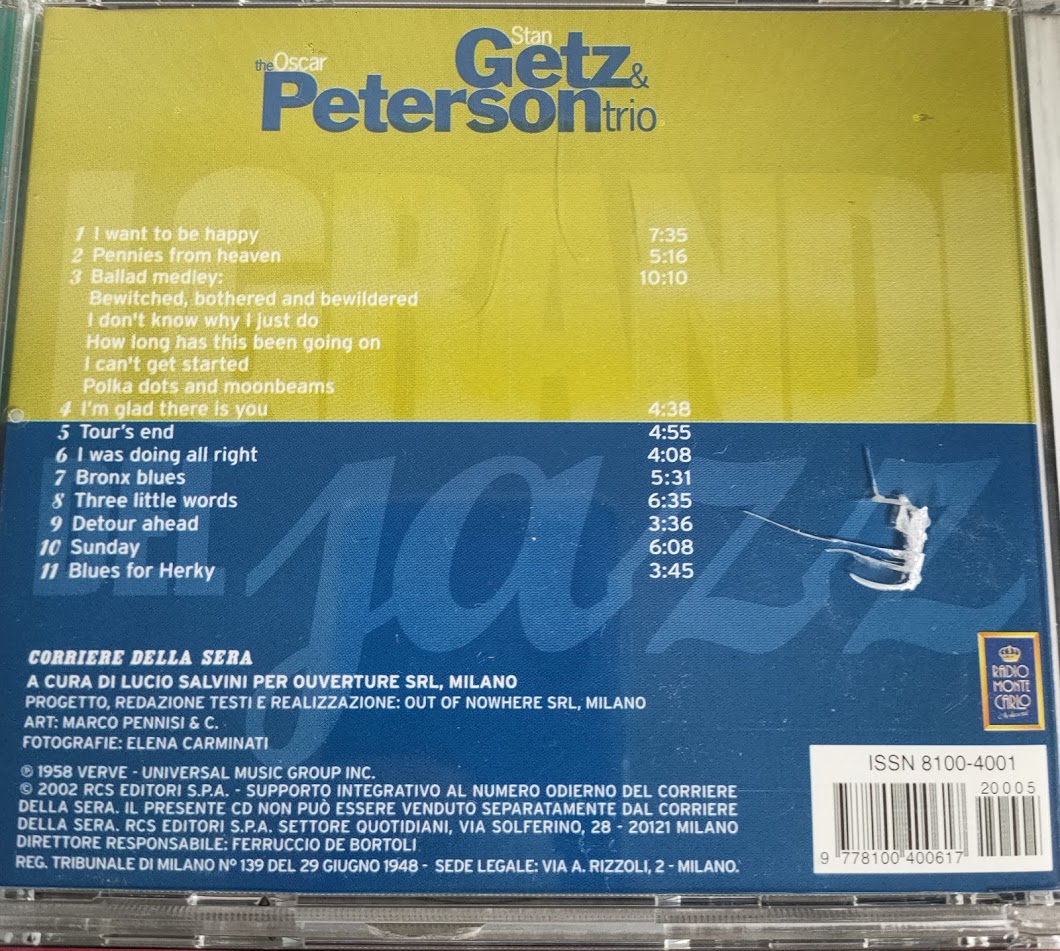 Stan
Getz &
the Oscar
Peterson trio
I GRANDI
DEL jazz
1 I want to be happy 7:35
2 Pennies from heaven 5:16
3 Ballad medley: 10:10
Bewitched, bothered and bewildered
I don't know why I just do
How long has this been going on
I can't get started
Polka dots and moonbeams
4 I'm glad there is you 4:38
5 Tour's end 4:55
6 I was doing all right 4:08
7 Bronx blues 5:31
8 Three little words 6:35
9 Detour ahead 3:36
10 Sunday 6:08
11 Blues for Herky 3:45
CORRIERE DELLA SERA
A CURA DI LUCIO SALVINI PER OUVERTURE SRL, MILANO
PROGETTO, REDAZIONE TESTI E REALIZZAZIONE: OUT OF NOWHERE SRL, MILANO
ART: MARCO PENNISI & C.
FOTOGRAFIE: ELENA CARMINATI
℗ 1958 VERVE - UNIVERSAL MUSIC GROUP INC.
© 2002 RCS EDITORI S.P.A. - SUPPORTO INTEGRATIVO AL NUMERO ODIERNO DEL CORRIERE
DELLA SERA. IL PRESENTE CD NON PUÒ ESSERE VENDUTO SEPARATAMENTE DAL CORRIERE
DELLA SERA. RCS EDITORI S.P.A. SETTORE QUOTIDIANI, VIA SOLFERINO, 28 - 20121 MILANO
DIRETTORE RESPONSABILE: FERRUCCIO DE BORTOLI
REG. TRIBUNALE DI MILANO N° 139 DEL 29 GIUGNO 1948 - SEDE LEGALE: VIA A. RIZZOLI, 2 - MILANO.
RADIO
MONTE
CARLO
ISSN 8100-4001
20005
9 778100 400617